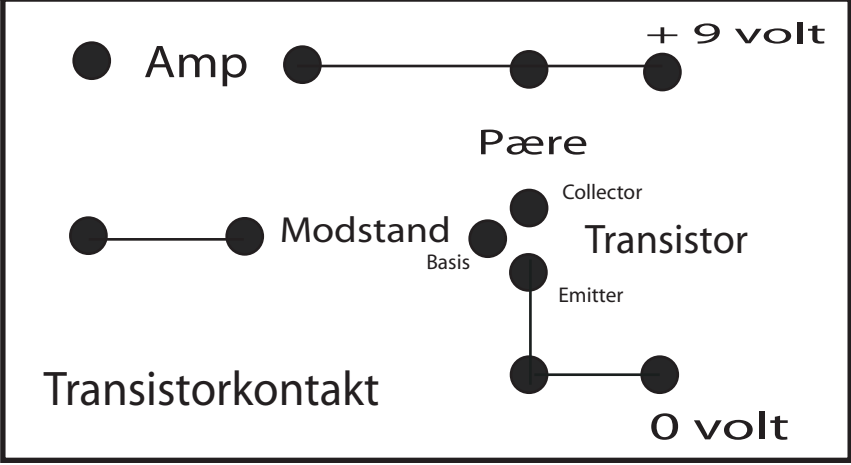 + 9 volt
Amp
Pære
Collector
Modstand
Transistor
Basis
Emitter
Transistorkontakt
0 volt